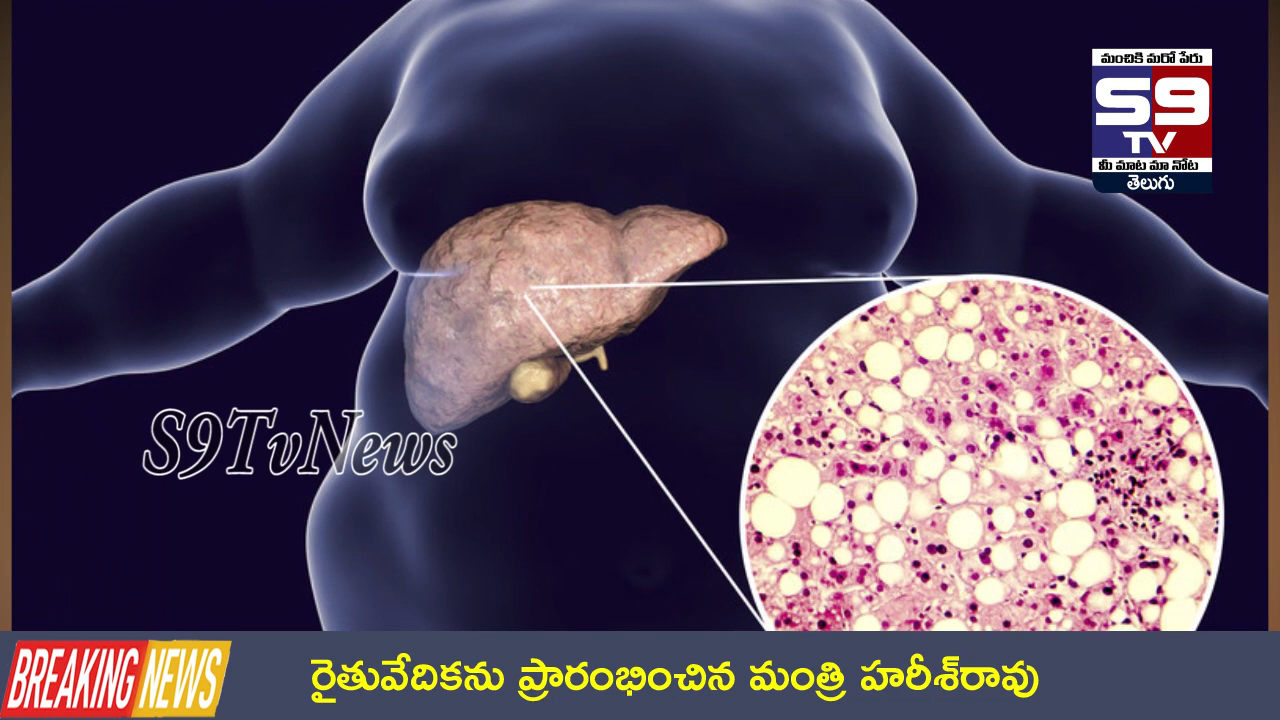 మంచికి మరో పేరు
S9
TV
మీ మాట మా నోట
తెలుగు
S9TvNews
BREAKING NEWS
రైతువేదికను ప్రారంభించిన మంత్రి హరీశ్‌రావు